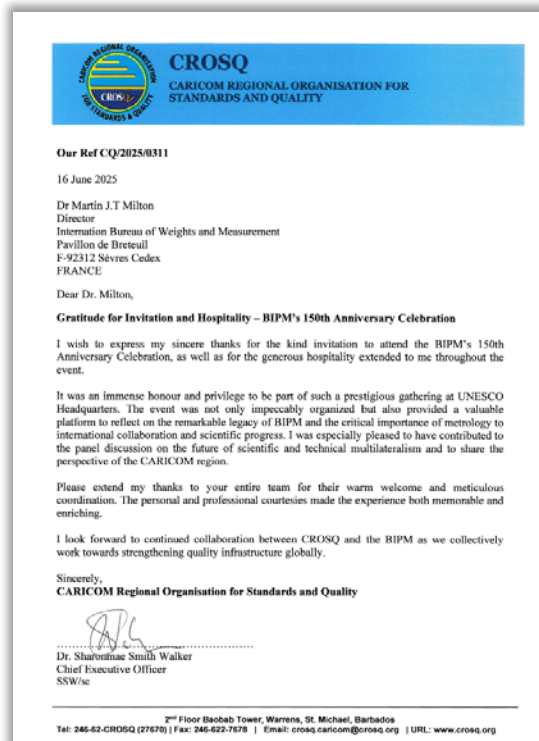 CARICOM REGIONAL ORGANISATION
FOR STANDARDS & QUALITY
CROSQ
CROSQ
CARICOM REGIONAL ORGANISATION FOR
STANDARDS AND QUALITY
Our Ref CQ/2025/0311
16 June 2025
Dr Martin J.T Milton
Director
Internation Bureau of Weights and Measurement
Pavillon de Breteuil
F-92312 Sèvres Cedex
FRANCE
Dear Dr. Milton,
Gratitude for Invitation and Hospitality – BIPM's 150th Anniversary Celebration
I wish to express my sincere thanks for the kind invitation to attend the BIPM's 150th
Anniversary Celebration, as well as for the generous hospitality extended to me throughout the
event.
It was an immense honour and privilege to be part of such a prestigious gathering at UNESCO
Headquarters. The event was not only impeccably organized but also provided a valuable
platform to reflect on the remarkable legacy of BIPM and the critical importance of metrology to
international collaboration and scientific progress. I was especially pleased to have contributed to
the panel discussion on the future of scientific and technical multilateralism and to share the
perspective of the CARICOM region.
Please extend my thanks to your entire team for their warm welcome and meticulous
coordination. The personal and professional courtesies made the experience both memorable and
enriching.
I look forward to continued collaboration between CROSQ and the BIPM as we collectively
work towards strengthening quality infrastructure globally.
Sincerely,
CARICOM Regional Organisation for Standards and Quality
Dr. Sharonmae Smith Walker
Chief Executive Officer
SSW/sc
2nd Floor Baobab Tower, Warrens, St. Michael, Barbados
Tel: 246-62-CROSQ (27670) | Fax: 246-622-7678 | Email: crosq.caricom@crosq.org | URL: www.crosq.org